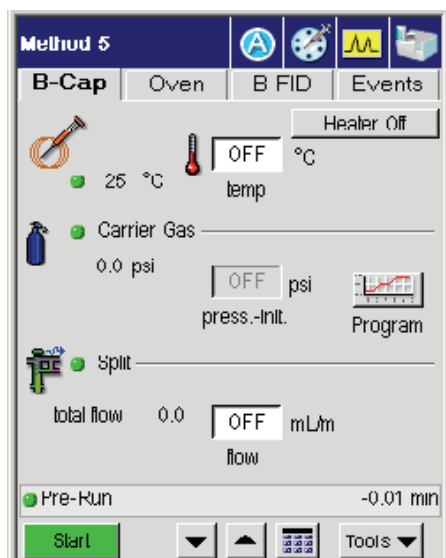 Method 5
B-Cap Oven B FID Events
Heater Off
OFF °C
25 °C temp
Carrier Gas
0.0 psi
OFF psi
press.-Init. Program
Split
total flow 0.0 OFF mL/m
flow
Pre-Run -0.01 min
Start Tools